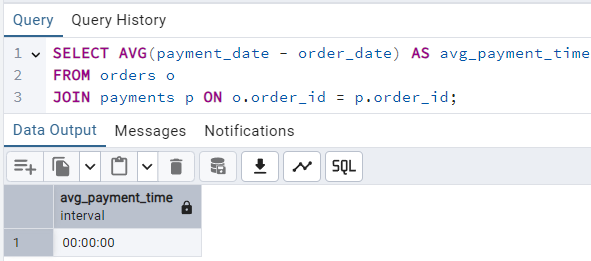 Query Query History
1 SELECT AVG(payment_date - order_date) AS avg_payment_time
2 FROM orders o
3 JOIN payments p ON o.order_id = p.order_id;
Data Output Messages Notifications
SQL
avg_payment_time
interval
1 00:00:00